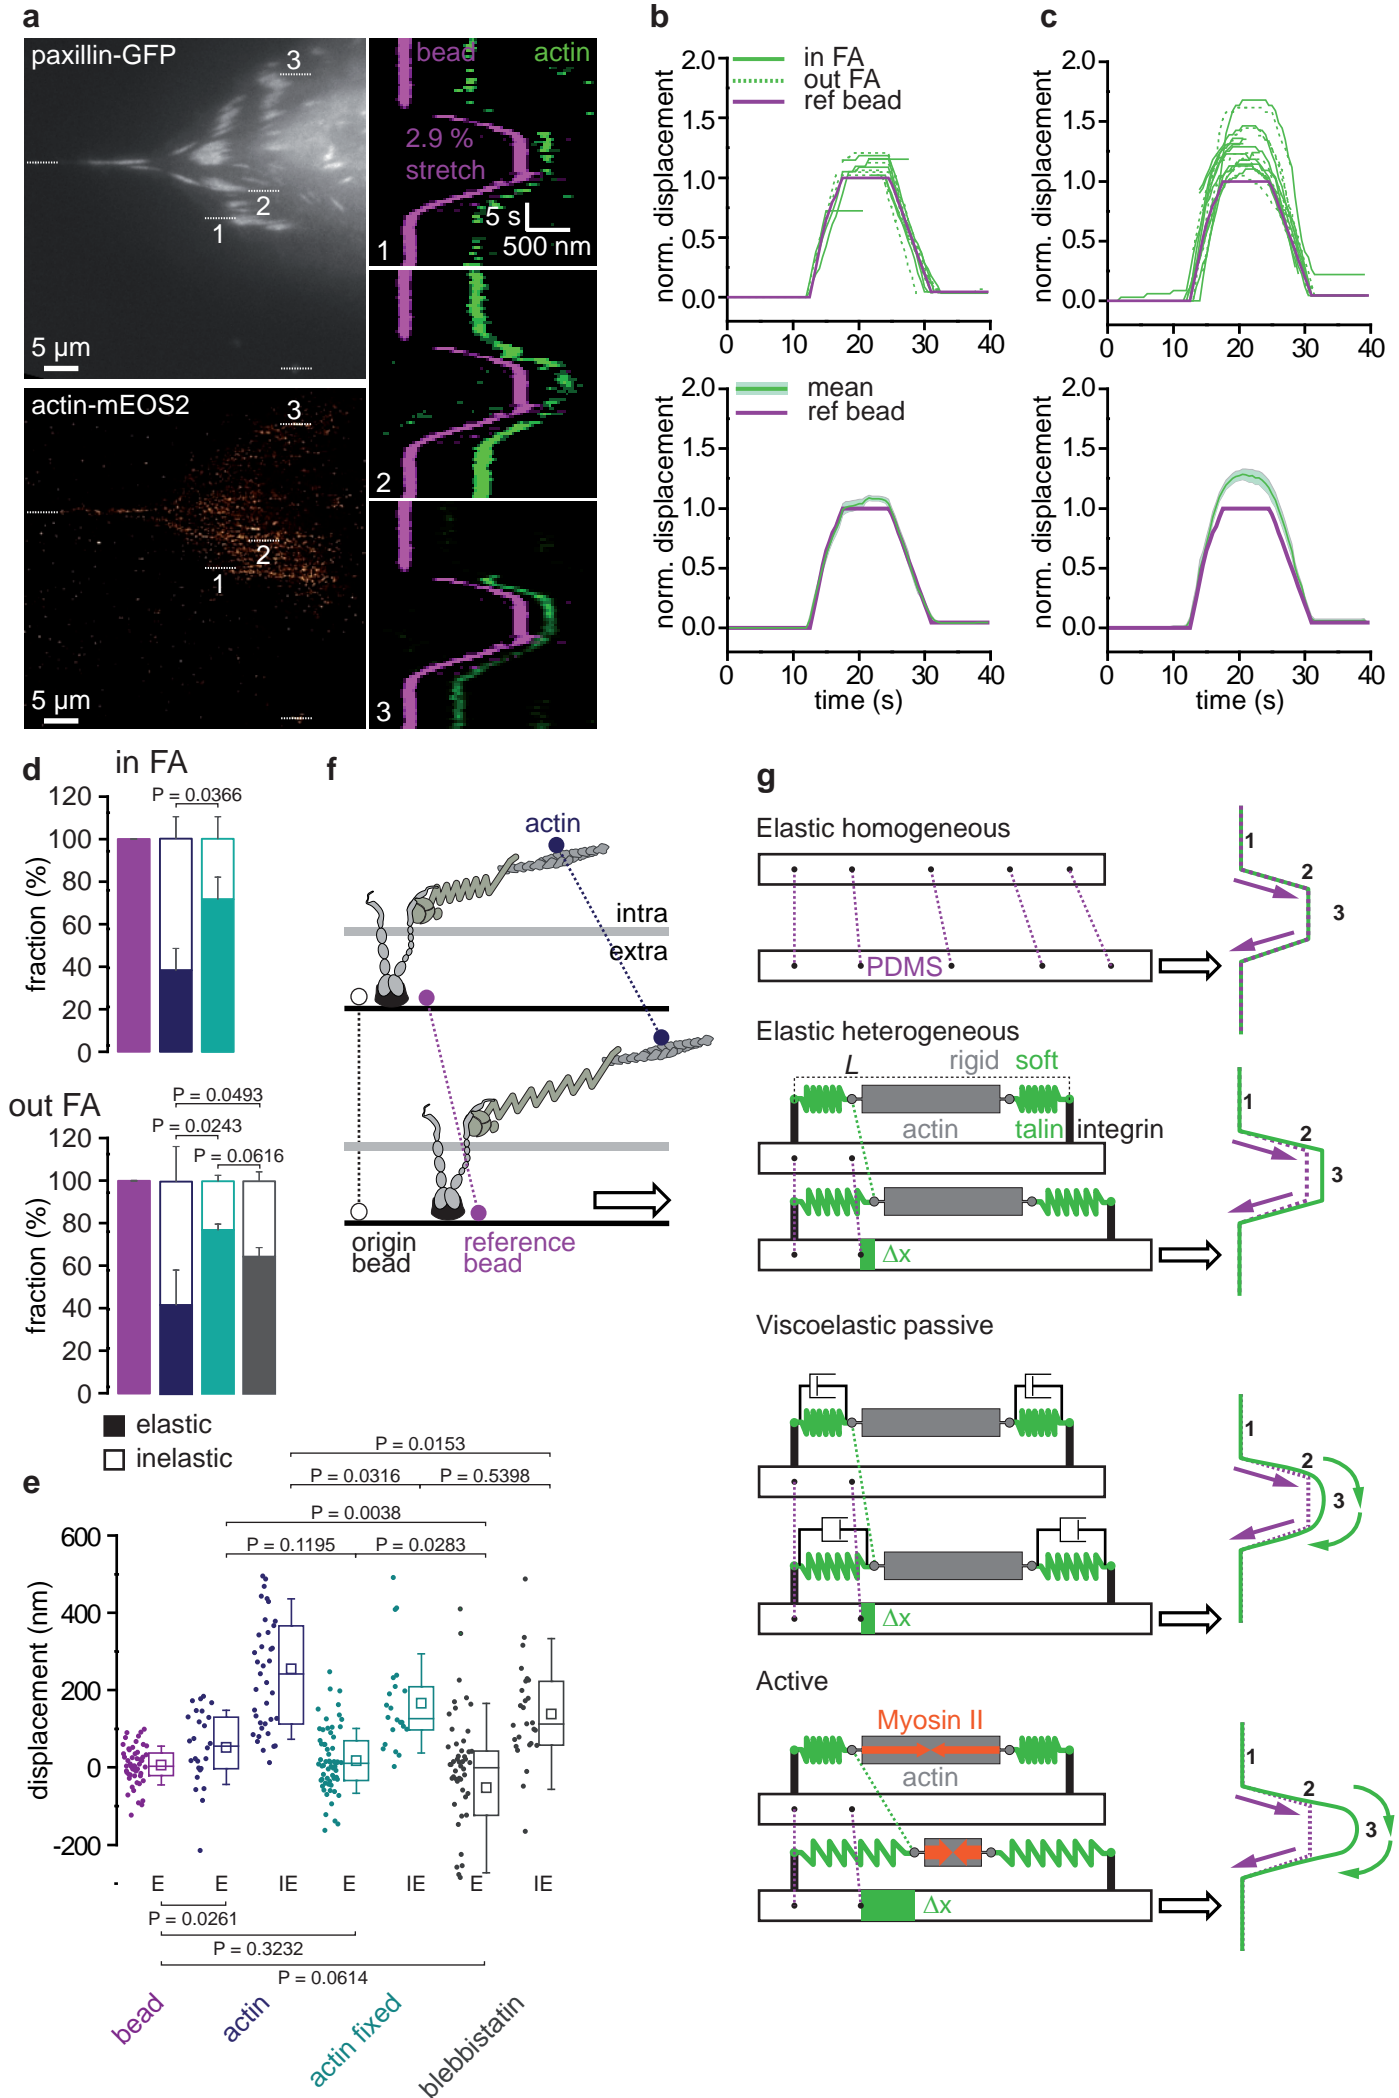 a
paxillin-GFP
3
2
1
5 µm
actin-mEOS2
3
2
1
5 µm
bead
actin
2.9 %
stretch
5 s
500 nm
1
2
3
b
in FA
out FA
ref bead
norm. displacement
2.0
1.5
1.0
0.5
0.0
0 10 20 30 40
mean
ref bead
norm. displacement
2.0
1.5
1.0
0.5
0.0
0 10 20 30 40
time (s)
c
norm. displacement
2.0
1.5
1.0
0.5
0.0
0 10 20 30 40
norm. displacement
2.0
1.5
1.0
0.5
0.0
0 10 20 30 40
time (s)
d
in FA
P = 0.0366
fraction (%)
120
100
80
60
40
20
0
out FA
P = 0.0493
P = 0.0243
P = 0.0616
fraction (%)
120
100
80
60
40
20
0
elastic
inelastic
e
P = 0.0153
P = 0.0316
P = 0.5398
P = 0.0038
P = 0.1195
P = 0.0283
displacement (nm)
600
400
200
0
-200
E E IE E IE E IE
P = 0.0261
P = 0.3232
P = 0.0614
bead
actin
actin fixed
blebbistatin
f
actin
intra
extra
origin
bead
reference
bead
g
Elastic homogeneous
PDMS
1
2
3
Elastic heterogeneous
L
rigid
soft
actin
talin
integrin
Δx
1
2
3
Viscoelastic passive
Δx
1
2
3
Active
Myosin II
actin
Δx
1
2
3